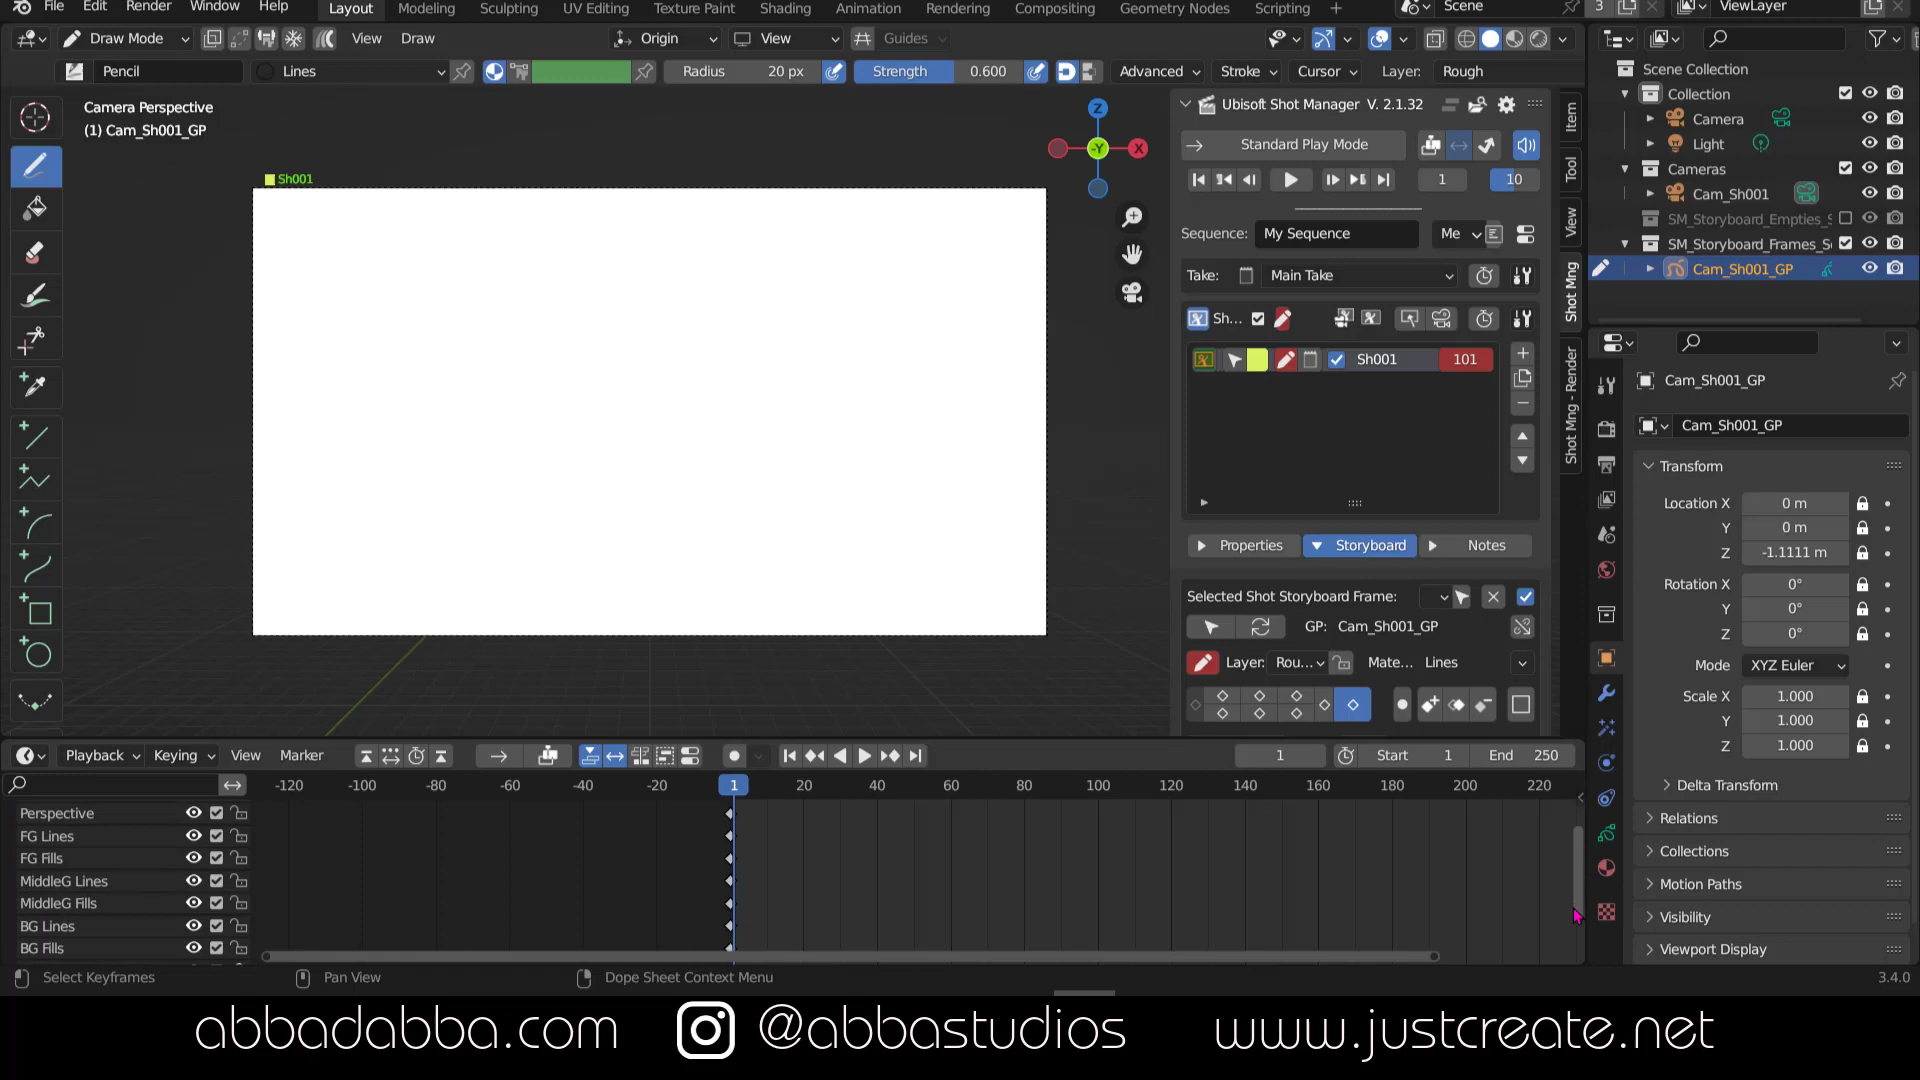 File Edit Render Window Help Layout Modeling Sculpting UV Editing Texture Paint Shading Animation Rendering Compositing Geometry Nodes Scripting + Scene 3 ViewLayer
Draw Mode View Draw Origin View Guides
Pencil Lines Radius 20 px Strength 0.600 Advanced Stroke Cursor Layer: Rough
Camera Perspective
(1) Cam_Sh001_GP
Sh001
Z
-Y X
Ubisoft Shot Manager V. 2.1.32
Standard Play Mode
1 10
Sequence: My Sequence Me
Take: Main Take
Sh...
Sh001 101
Properties Storyboard Notes
Selected Shot Storyboard Frame:
GP: Cam_Sh001_GP
Layer: Rou... Mate... Lines
Item
Tool
View
Shot Mng
Shot Mng - Render
Scene Collection
Collection
Camera
Light
Cameras
Cam_Sh001
SM_Storyboard_Empties_S
SM_Storyboard_Frames_Se
Cam_Sh001_GP
Cam_Sh001_GP
Cam_Sh001_GP
Transform
Location X 0 m
Y 0 m
Z -1.1111 m
Rotation X 0°
Y 0°
Z 0°
Mode XYZ Euler
Scale X 1.000
Y 1.000
Z 1.000
Delta Transform
Relations
Collections
Motion Paths
Visibility
Viewport Display
Playback Keying View Marker 1 Start 1 End 250
-120 -100 -80 -60 -40 -20 1 20 40 60 80 100 120 140 160 180 200 220
Perspective
FG Lines
FG Fills
MiddleG Lines
MiddleG Fills
BG Lines
BG Fills
Select Keyframes Pan View Dope Sheet Context Menu 3.4.0
abbadabba.com @abbastudios www.justcreate.net